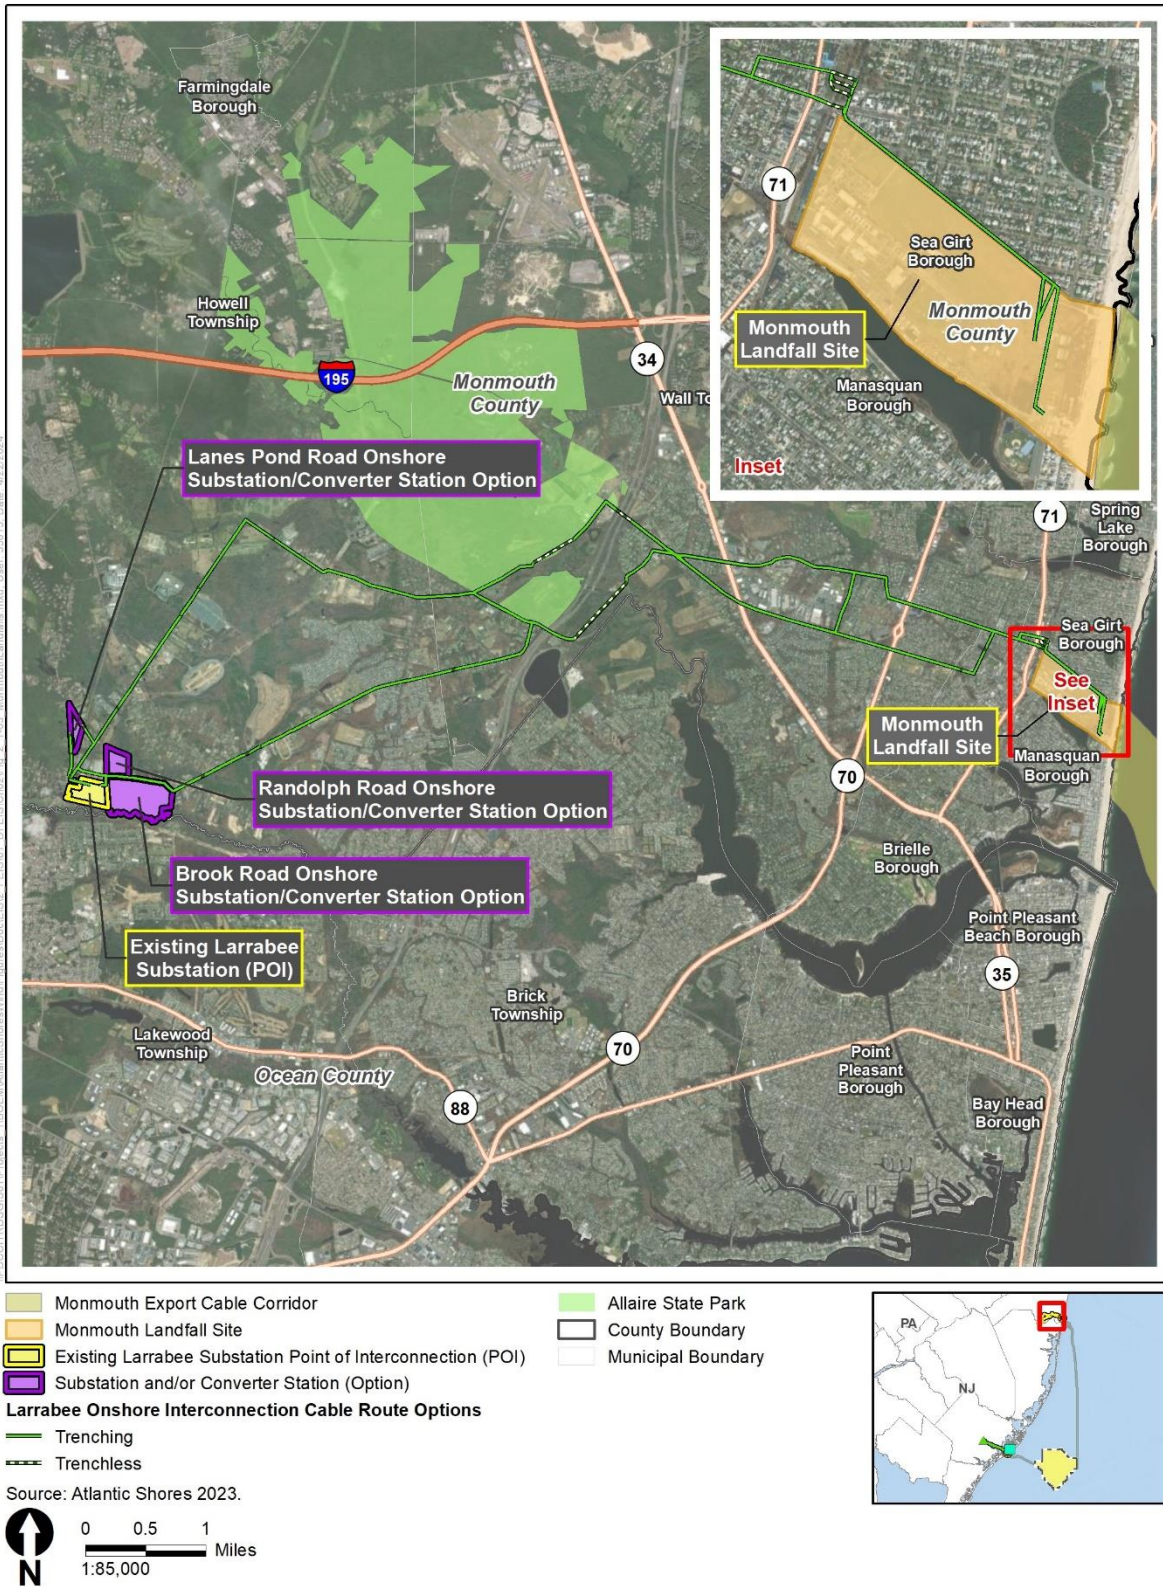 Farmingdale
Borough
Howell
Township
195
Monmouth
County
34
Wall To
Lanes Pond Road Onshore
Substation/Converter Station Option
71
Sea Girt
Borough
Monmouth
County
Monmouth
Landfall Site
Manasquan
Borough
Inset
71
Spring
Lake
Borough
Sea Girt
Borough
See
Inset
Monmouth
Landfall Site
Manasquan
Borough
70
Randolph Road Onshore
Substation/Converter Station Option
Brook Road Onshore
Substation/Converter Station Option
Existing Larrabee
Substation (POI)
Brielle
Borough
Point Pleasant
Beach Borough
35
Brick
Township
Lakewood
Township
Ocean County
70
Point
Pleasant
Borough
88
Bay Head
Borough
Monmouth Export Cable Corridor
Monmouth Landfall Site
Existing Larrabee Substation Point of Interconnection (POI)
Substation and/or Converter Station (Option)
Larrabee Onshore Interconnection Cable Route Options
Trenching
Trenchless
Allaire State Park
County Boundary
Municipal Boundary
PA
NJ
Source: Atlantic Shores 2023.
0 0.5 1
Miles
1:85,000
N